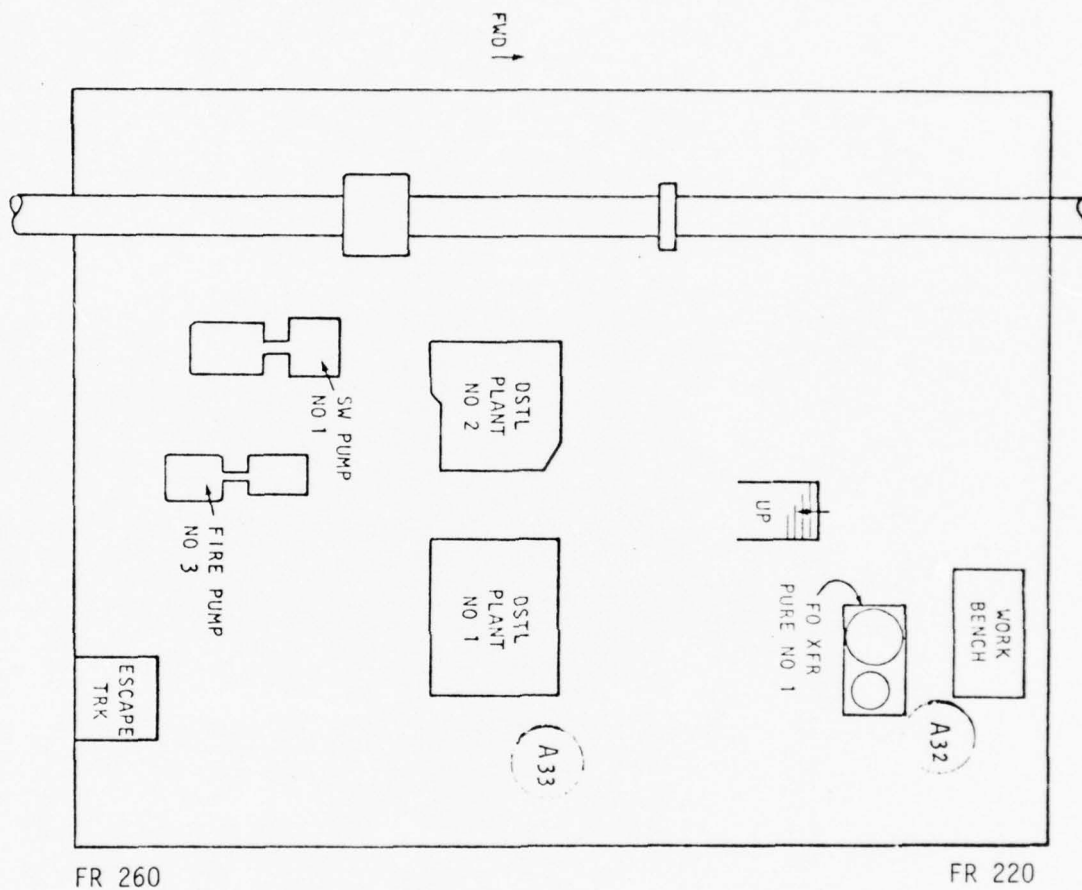 FWD
SW PUMP
NO 1
FIRE PUMP
NO 3
DSTL
PLANT
NO 2
DSTL
PLANT
NO 1
UP
FO XFR
PURE NO 1
WORK
BENCH
ESCAPE
TRK
A33
A32
FR 260
FR 220